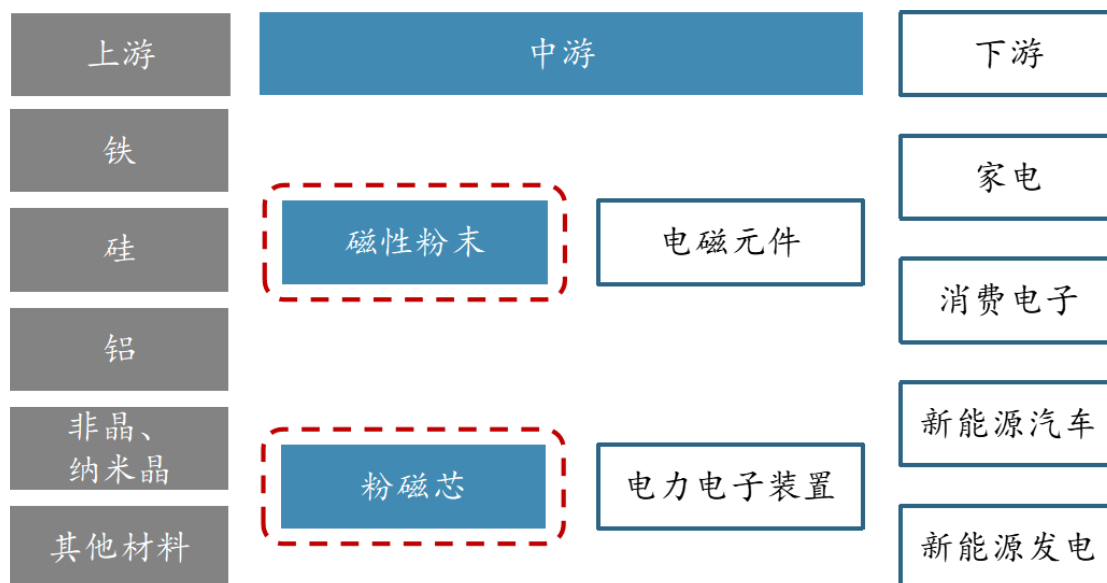 上游
中游
下游
铁
硅
铝
非晶、
纳米晶
其他材料
磁性粉末
电磁元件
粉磁芯
电力电子装置
家电
消费电子
新能源汽车
新能源发电